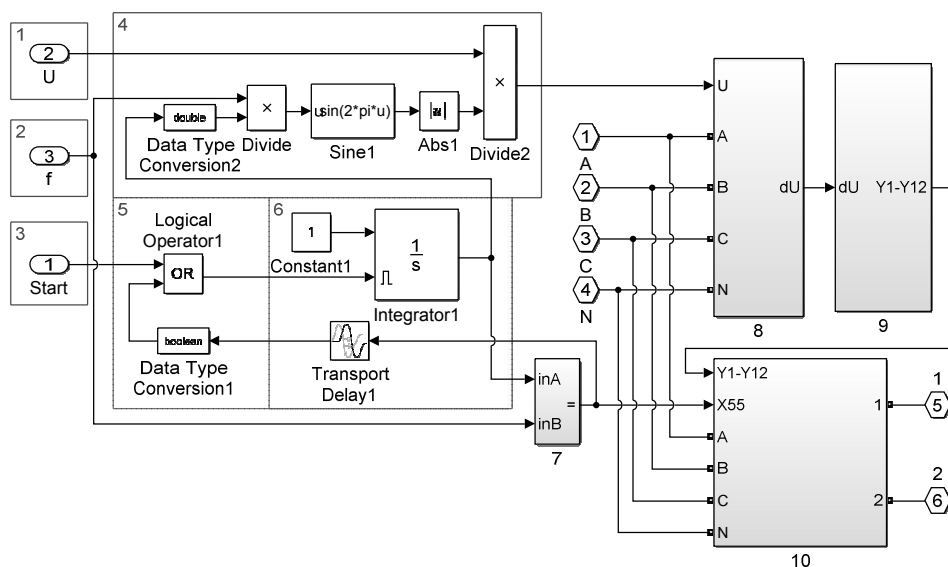 1
2
U
2
3
f
3
1
Start
4
double
Data Type
Conversion2
×
Divide
sin(2*pi*u)
Sine1
|u|
Abs1
×
Divide2
5
Logical
Operator1
OR
boolean
Data Type
Conversion1
6
1
Constant1
1
s
Integrator1
Transport
Delay1
inA
=
inB
7
1
A
2
B
3
C
4
N
U
A
B
C
N
dU
8
dU
Y1-Y12
9
Y1-Y12
X55
A
B
C
N
1
2
10
1
5
2
6